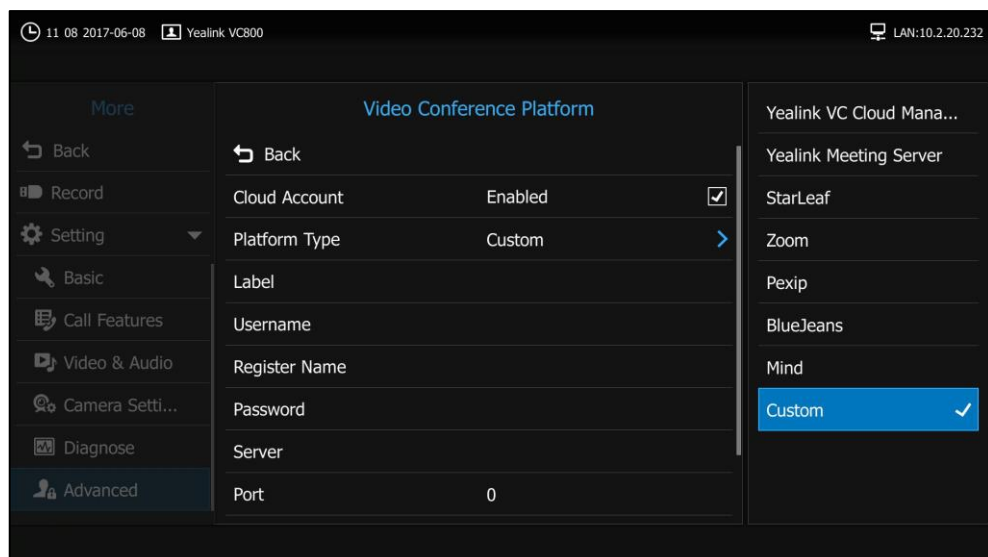 11 08 2017-06-08 Yealink VC800 LAN:10.2.20.232
More
Back
Record
Setting
Basic
Call Features
Video & Audio
Camera Setti...
Diagnose
Advanced
Video Conference Platform
Back
Cloud Account Enabled
Platform Type Custom
Label
Username
Register Name
Password
Server
Port 0
Yealink VC Cloud Mana...
Yealink Meeting Server
StarLeaf
Zoom
Pexip
BlueJeans
Mind
Custom